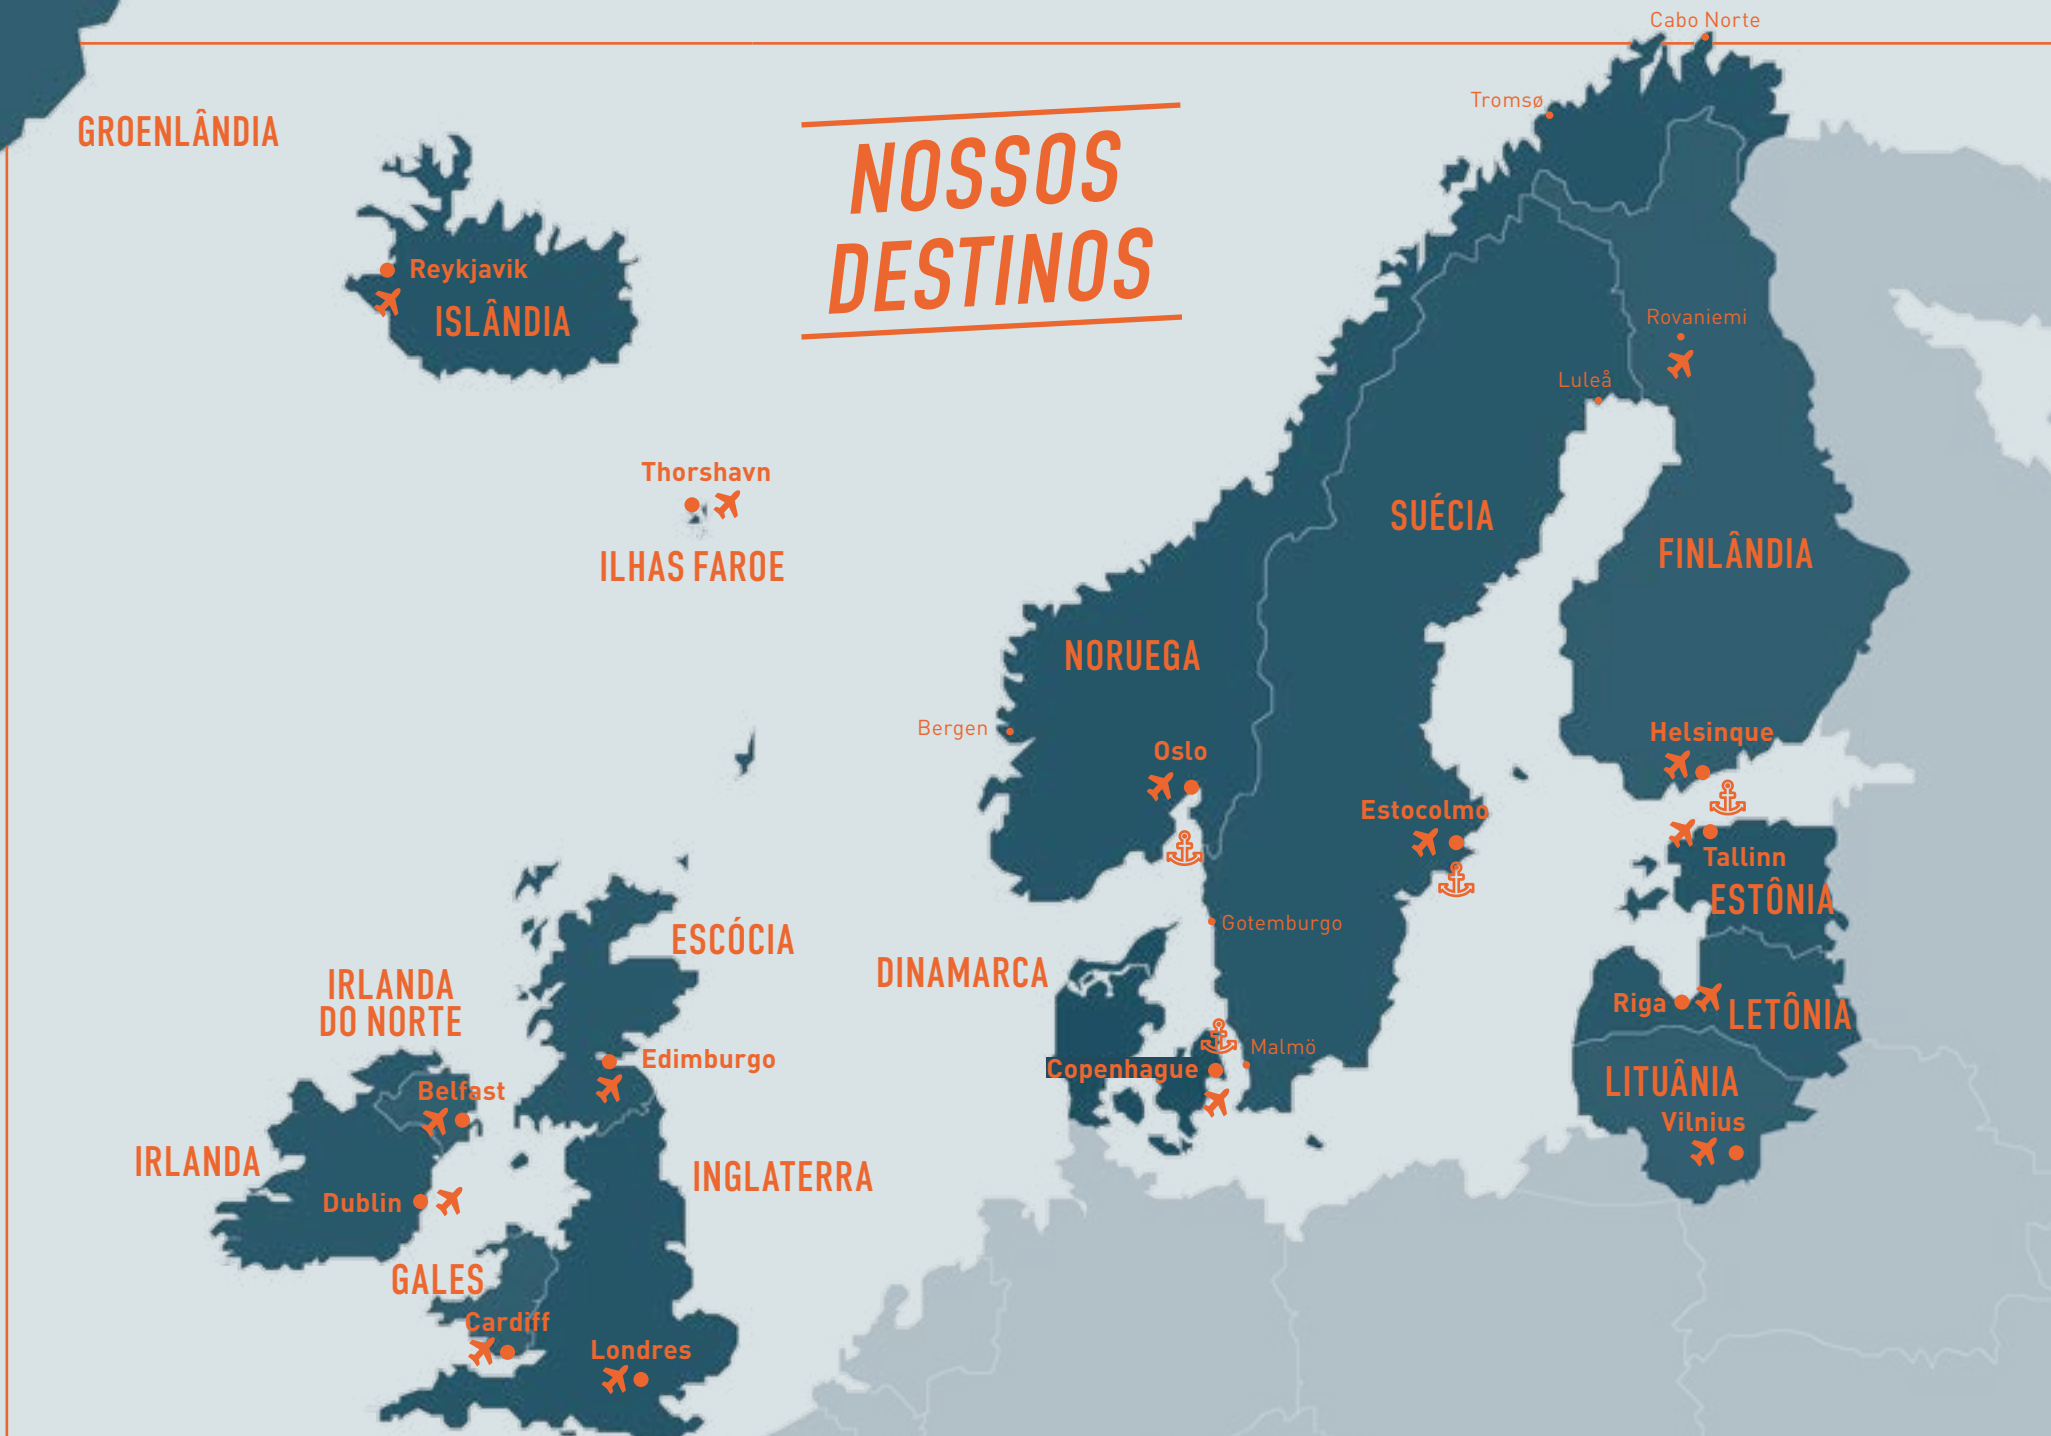 Cabo Norte
Tromsø
GROENLÂNDIA
NOSSOS
DESTINOS
Reykjavik
ISLÂNDIA
Rovaniemi
Luleå
Thorshavn
ILHAS FAROE
SUÉCIA
FINLÂNDIA
NORUEGA
Bergen
Oslo
Helsinque
Estocolmo
Tallinn
ESTÔNIA
Gotemburgo
ESCÓCIA
DINAMARCA
IRLANDA
DO NORTE
Riga
LETÔNIA
Malmö
Edimburgo
Copenhague
Belfast
LITUÂNIA
Vilnius
IRLANDA
INGLATERRA
Dublin
GALES
Cardiff
Londres